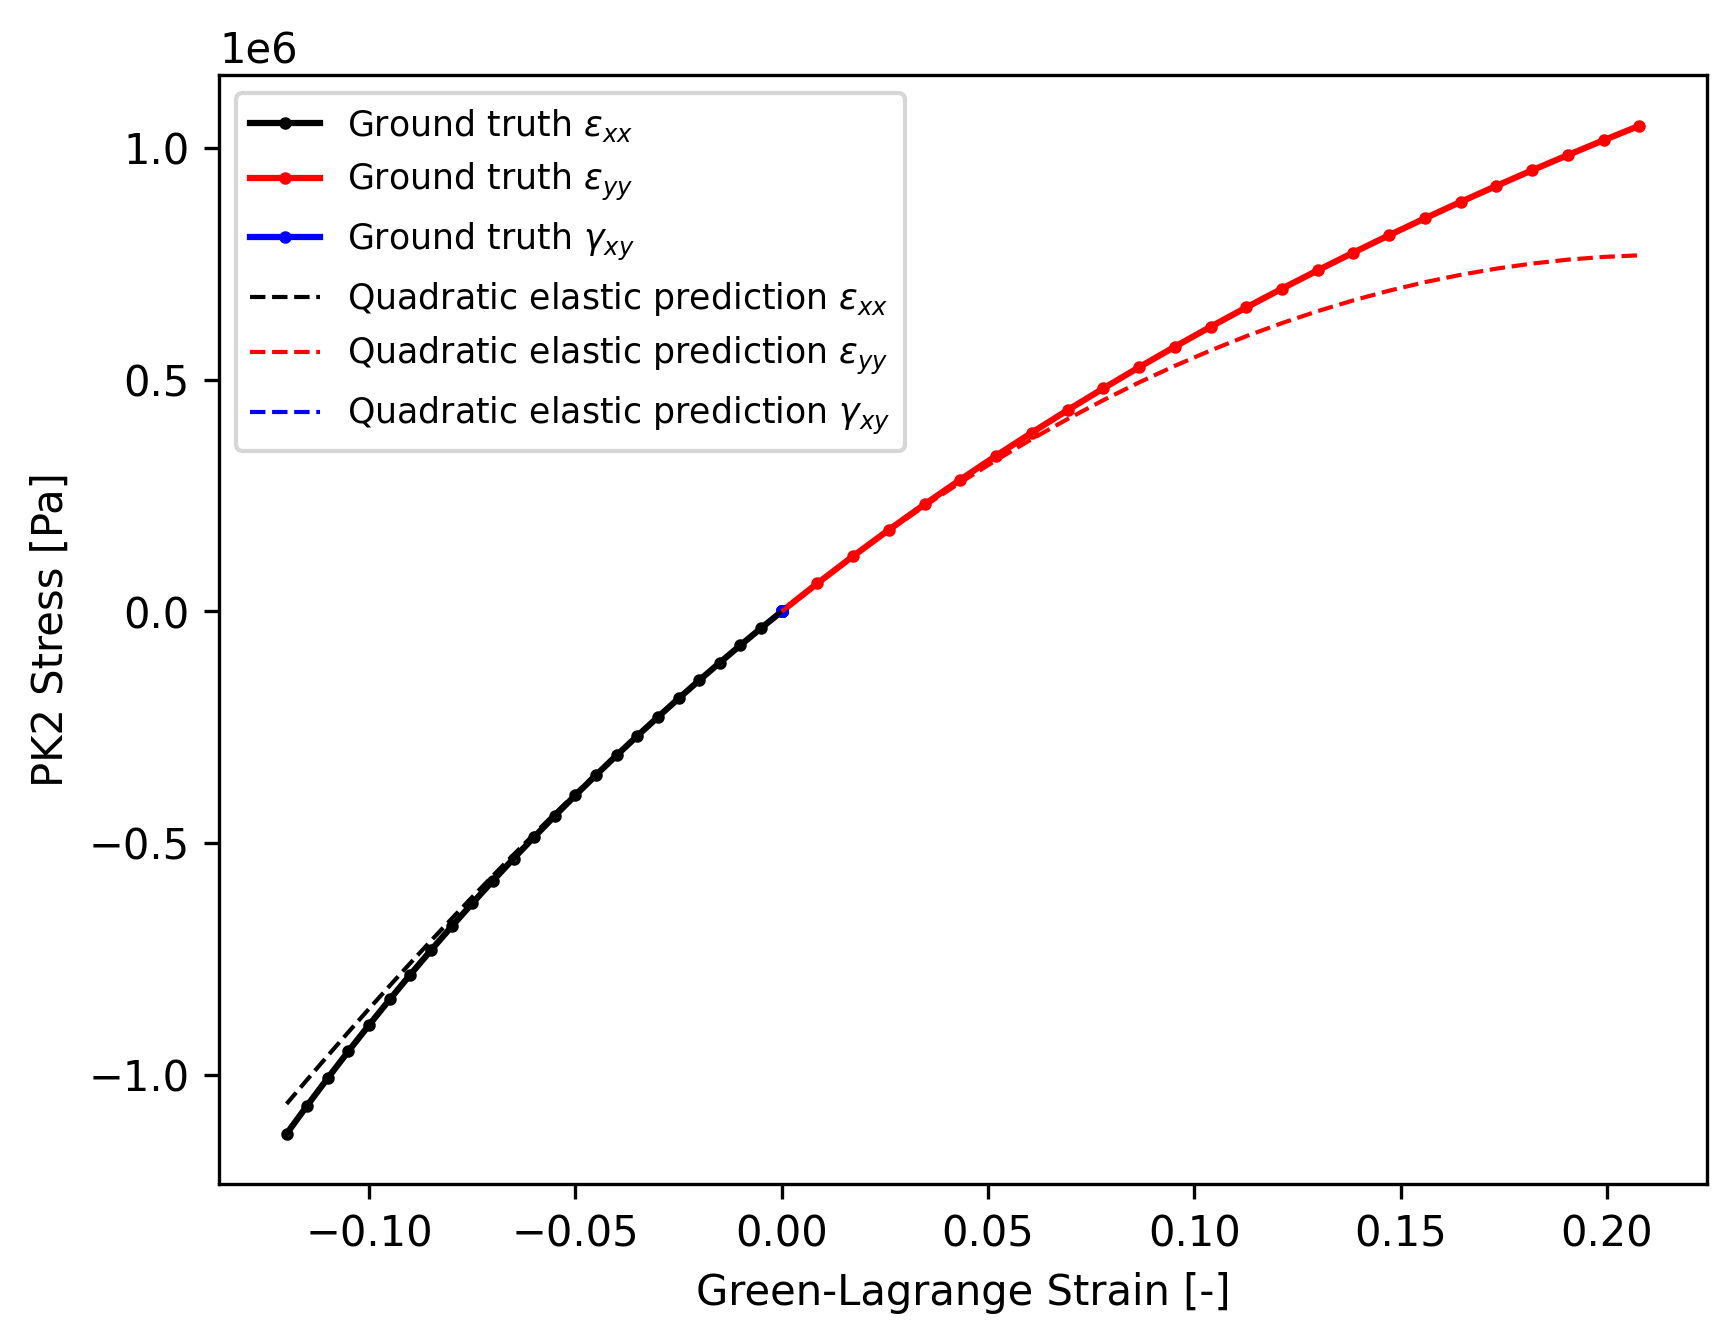 1e6
Ground truth εxx
Ground truth εyy
Ground truth γxy
Quadratic elastic prediction εxx
Quadratic elastic prediction εyy
Quadratic elastic prediction γxy
1.0
0.5
0.0
−0.5
−1.0
PK2 Stress [Pa]
−0.10 −0.05 0.00 0.05 0.10 0.15 0.20
Green-Lagrange Strain [-]